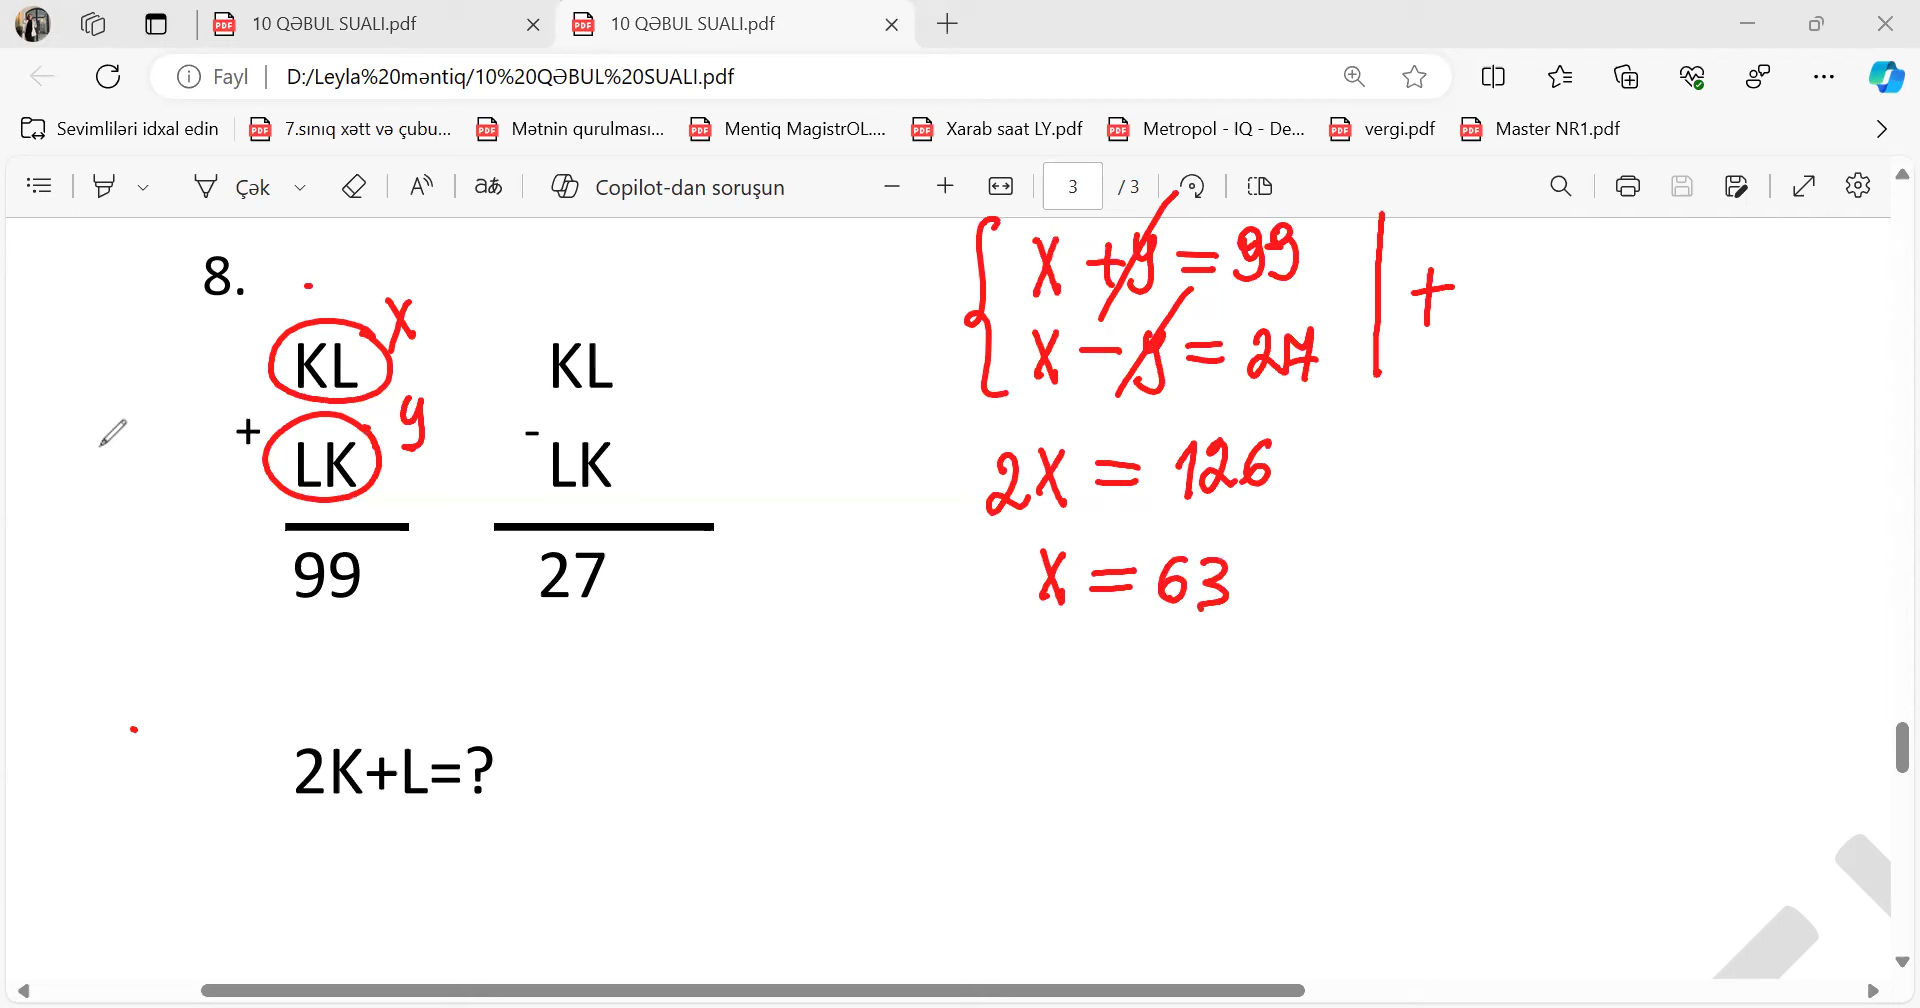 10 QƏBUL SUALI.pdf
10 QƏBUL SUALI.pdf
Fayl
D:/Leyla%20məntiq/10%20QƏBUL%20SUALI.pdf
Sevimliləri idxal edin
7.sınıq xətt və çubu...
Mətnin qurulması...
Mentiq MagistrOL....
Xarab saat LY.pdf
Metropol - IQ - De...
vergi.pdf
Master NR1.pdf
Çək
aあ
Copilot-dan soruşun
3
/ 3
8.
KL
+
LK
99
KL
-
LK
27
x
y
x + y = 99
x - y = 27
+
2x = 126
x = 63
2K+L=?